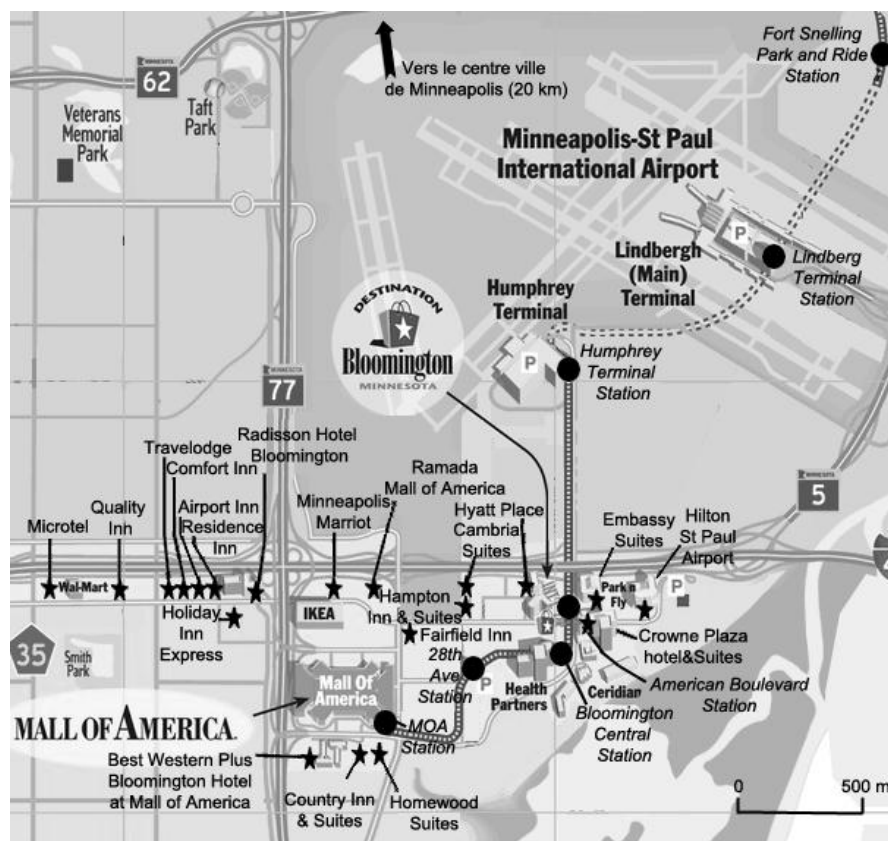 MINNESOTA
62
Vers le centre ville
de Minneapolis (20 km)
Fort Snelling
Park and Ride
Station
Veterans
Memorial
Park
Taft
Park
Minneapolis-St Paul
International Airport
P
Lindbergh
(Main)
Terminal
Lindberg
Terminal
Station
DESTINATION
Bloomington
MINNESOTA
Humphrey
Terminal
P
Humphrey
Terminal
Station
MINNESOTA
77
MINNESOTA
5
Microtel
Quality
Inn
Travelodge
Comfort Inn
Airport Inn
Residence
Inn
Radisson Hotel
Bloomington
Minneapolis
Marriot
Ramada
Mall of America
Hyatt Place
Cambria
Suites
Embassy
Suites
Hilton
St Paul
Airport
Wal-Mart
Holiday
Inn
Express
IKEA
Hampton
Inn & Suites
Fairfield Inn
Park n
Fly
P
Crowne Plaza
hotel&Suites
35
Smith
Park
Mall Of
America
28th
Ave
Station
P
Health
Partners
Ceridian
American Boulevard
Station
Bloomington
Central
Station
MALL OF AMERICA
MOA
Station
Best Western Plus
Bloomington Hotel
at Mall of America
Country Inn
& Suites
Homewood
Suites
0 500 m